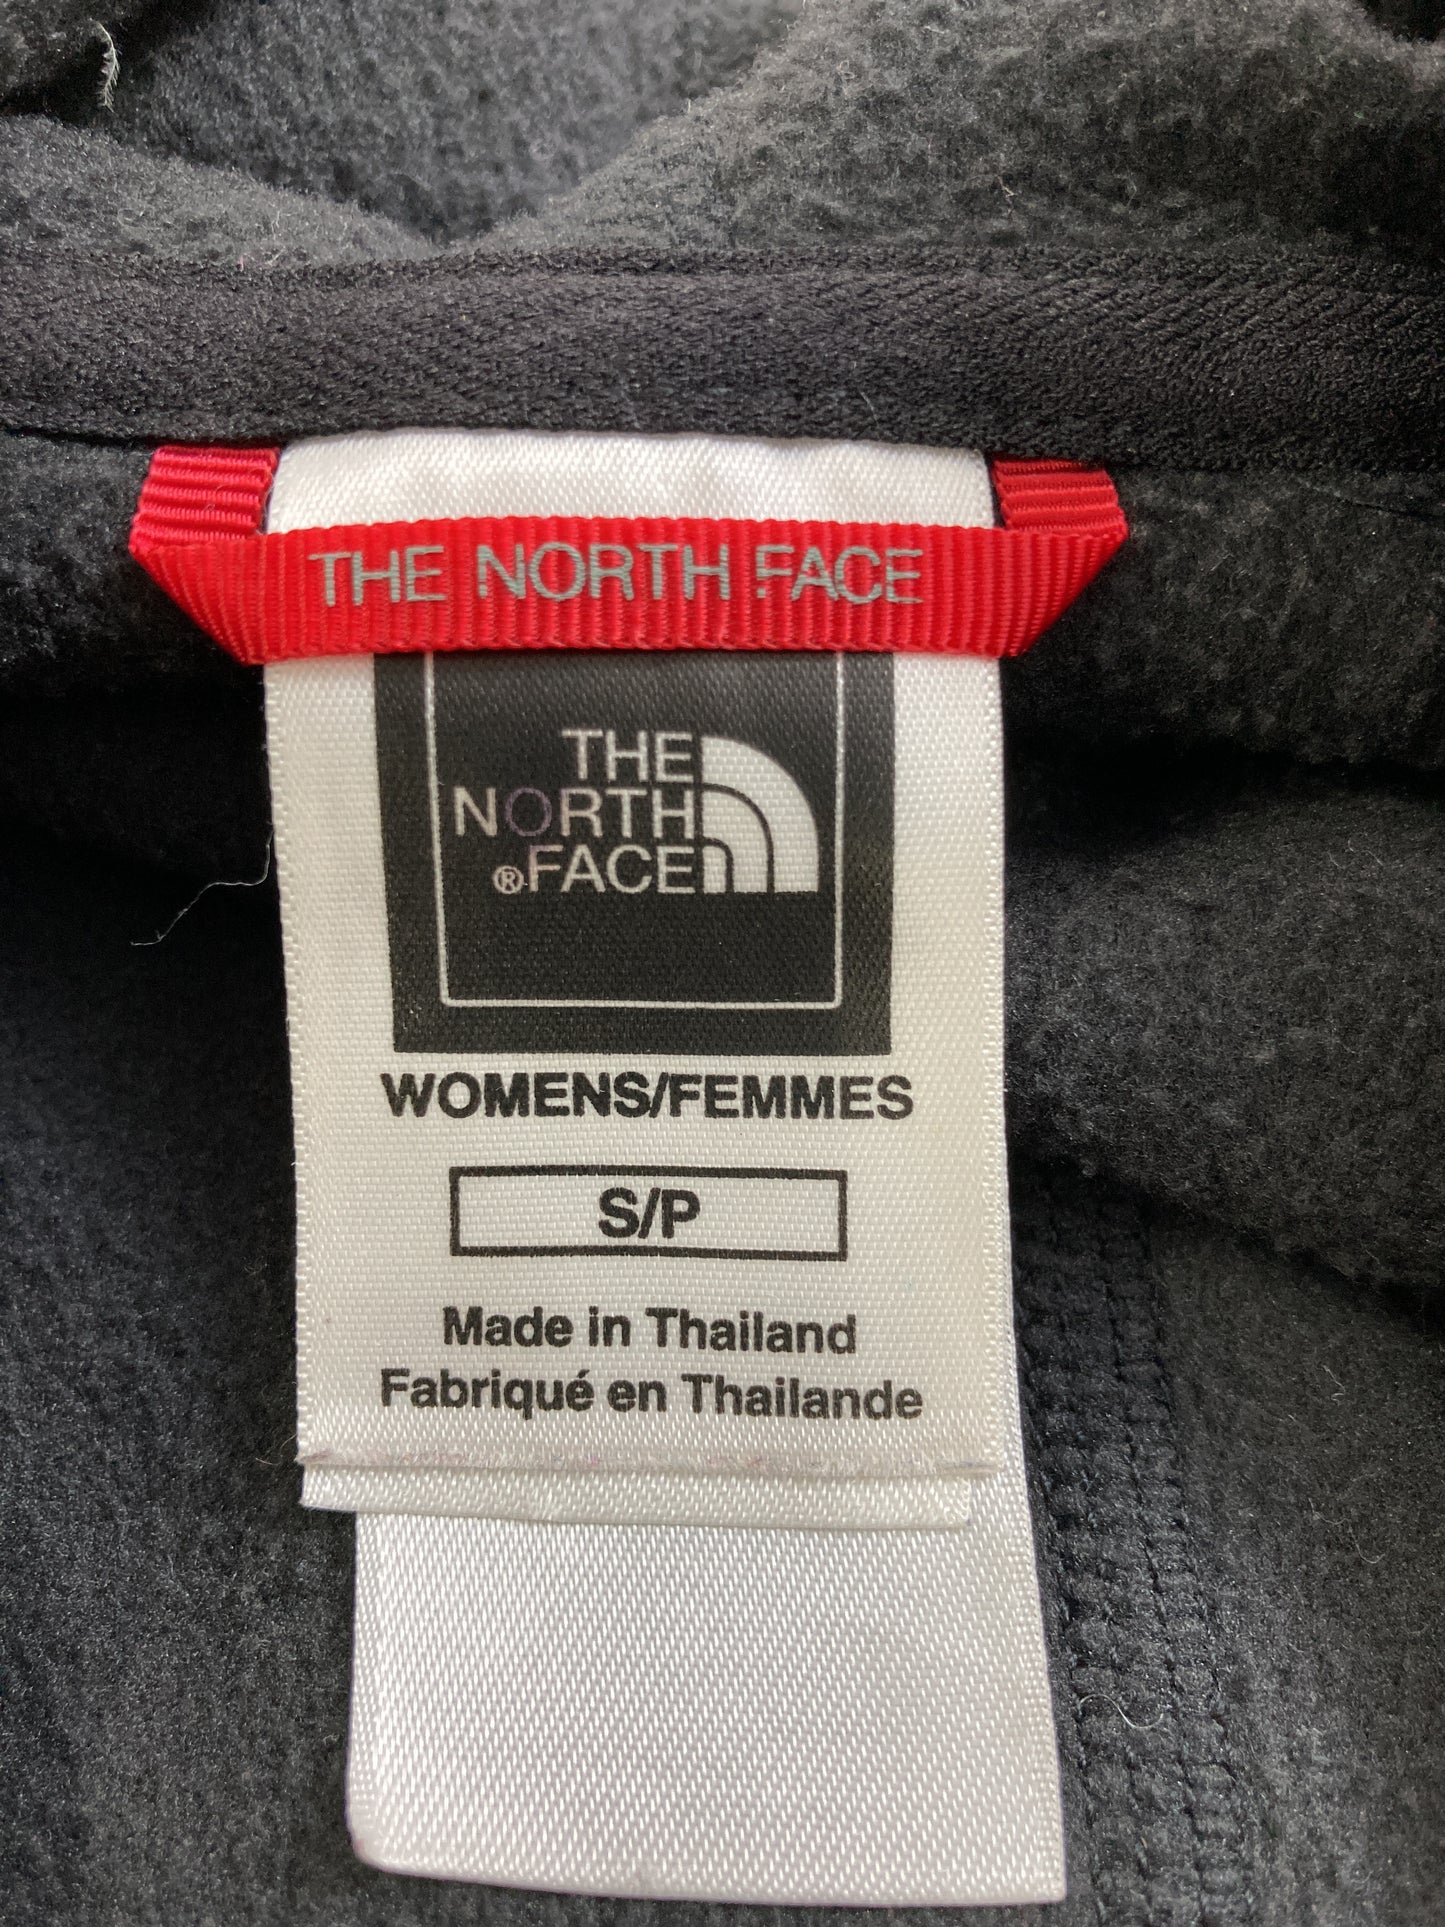 THE NORTH FACE
THE
NORTH
®FACE
WOMENS/FEMMES
S/P
Made in Thailand
Fabriqué en Thailande